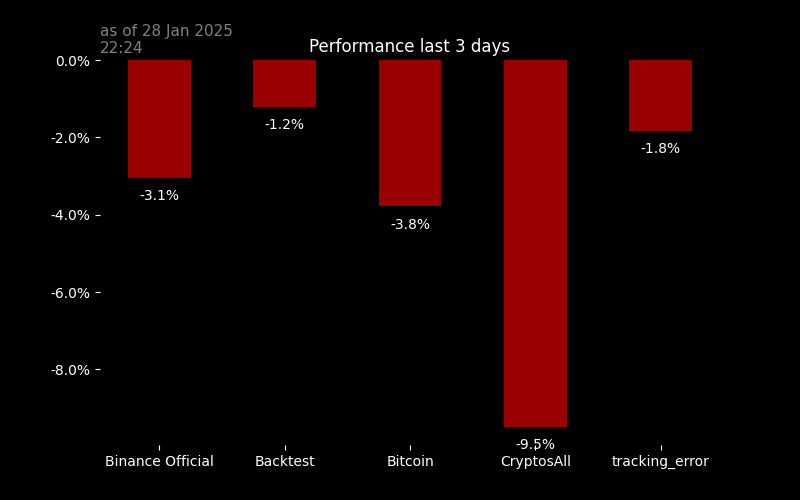 as of 28 Jan 2025
22:24
Performance last 3 days
0.0%
-2.0%
-4.0%
-6.0%
-8.0%
-3.1%
-1.2%
-3.8%
-9.5%
-1.8%
Binance Official
Backtest
Bitcoin
CryptosAll
tracking_error